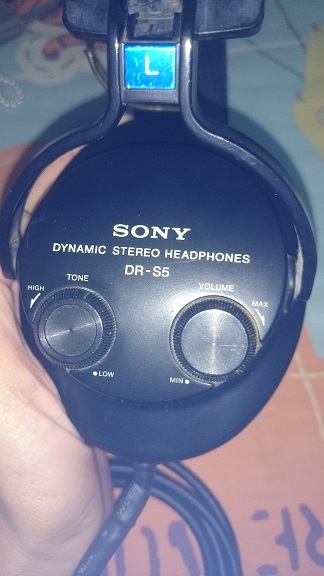 L
SONY
DYNAMIC STEREO HEADPHONES
DR-S5
TONE
VOLUME
HIGH
MAX
LOW
MIN